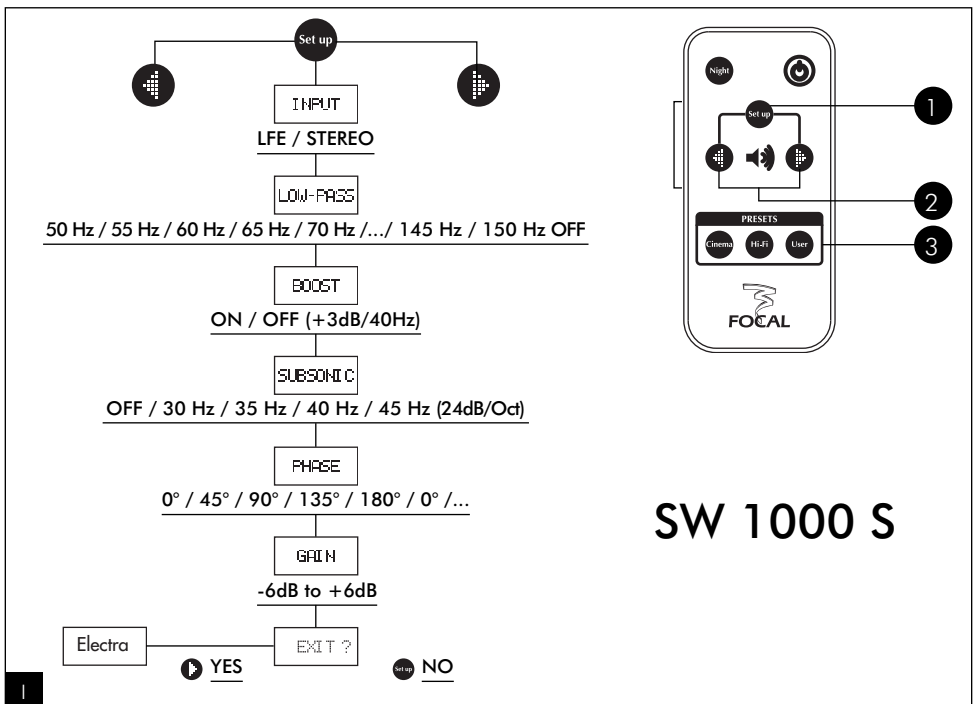 Set up
INPUT
LFE / STEREO
LOW-PASS
50 Hz / 55 Hz / 60 Hz / 65 Hz / 70 Hz /.../ 145 Hz / 150 Hz OFF
BOOST
ON / OFF (+3dB/40Hz)
SUBSONIC
OFF / 30 Hz / 35 Hz / 40 Hz / 45 Hz (24dB/Oct)
PHASE
0° / 45° / 90° / 135° / 180° / 0° /...
GAIN
-6dB to +6dB
Electra
EXIT ?
YES
Set up NO
I
Night
Set up
1
2
PRESETS
Cinema Hi-Fi User
3
FOCAL
SW 1000 S